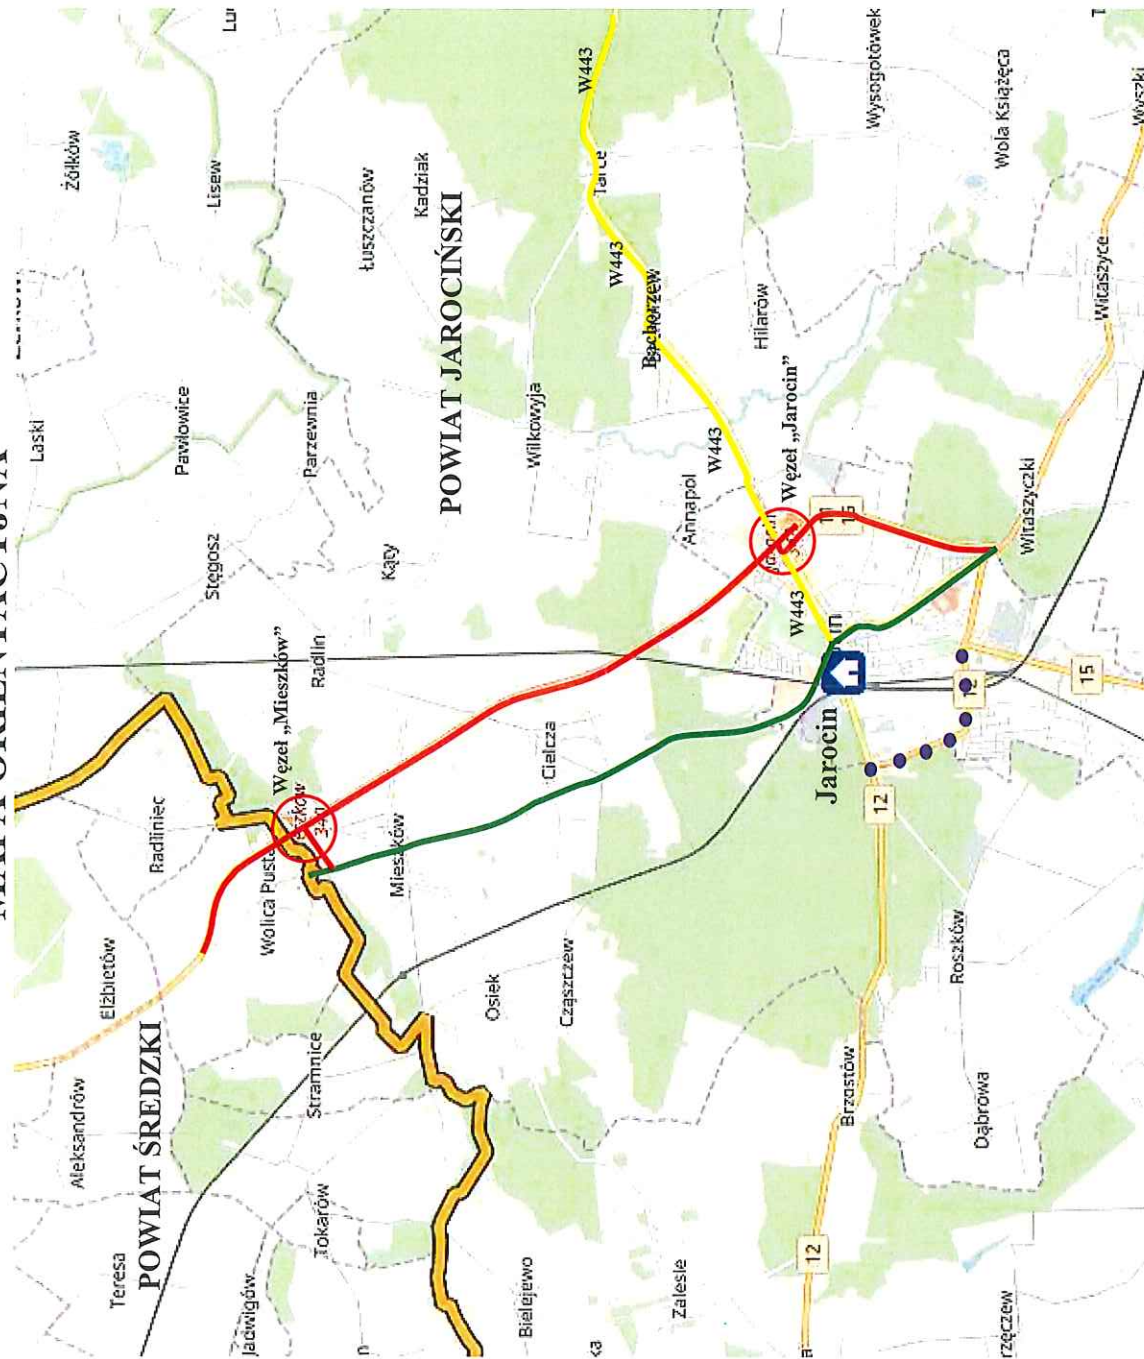 MAPA ORIENTACYJNA
Laski
Żółków
Aleksandrów
Elżbietów
Teresa
POWIAT ŚREDZKI
Radliniec
Pawłowice
Stęgosz
Lisew
Jadwigów
Wolica Pusta
Węzeł „Mieszków”
Parzewnia
Tokarów
Stramnice
Radlin
Łuszczanów
Mieszków
Kąty
Kadziak
POWIAT JAROCIŃSKI
Osiek
Bielejewo
Wilkowyja
Cielcza
Cząszczew
W443
Tarce
W443
Bachorzew
Zalesie
Annapol
W443
Hilarów
Węzeł „Jarocin”
W443
11
15
Jarocin
12
Brzostów
12
Wysogotówek
Roszków
12
Dąbrowa
Wola Książęca
Witaszyczki
15
Witaszyce
Wyszki